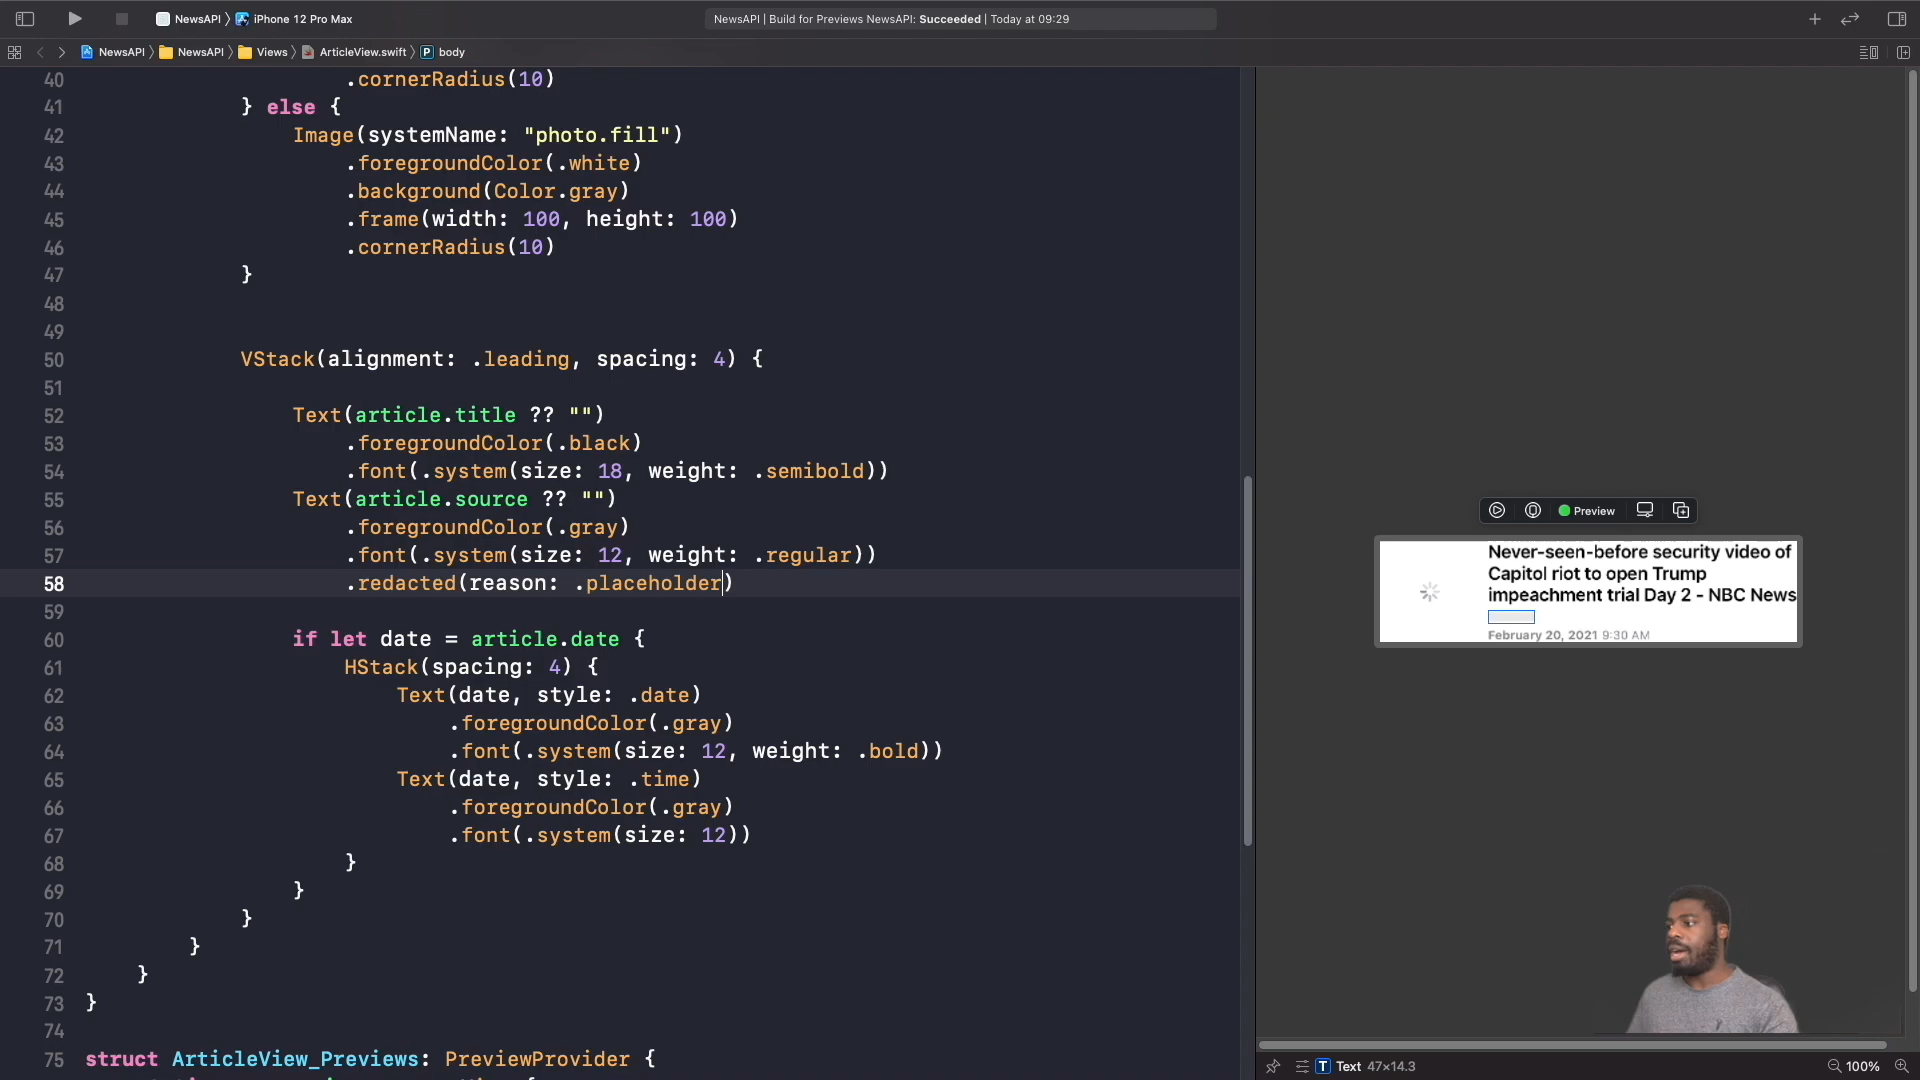 NewsAPI iPhone 12 Pro Max
NewsAPI | Build for Previews NewsAPI: Succeeded | Today at 09:29
NewsAPI NewsAPI Views ArticleView.swift P body
40 .cornerRadius(10)
41 } else {
42 Image(systemName: "photo.fill")
43 .foregroundColor(.white)
44 .background(Color.gray)
45 .frame(width: 100, height: 100)
46 .cornerRadius(10)
47 }
48
49
50 VStack(alignment: .leading, spacing: 4) {
51
52 Text(article.title ?? "")
53 .foregroundColor(.black)
54 .font(.system(size: 18, weight: .semibold))
55 Text(article.source ?? "")
56 .foregroundColor(.gray)
57 .font(.system(size: 12, weight: .regular))
58 .redacted(reason: .placeholder)
59
60 if let date = article.date {
61 HStack(spacing: 4) {
62 Text(date, style: .date)
63 .foregroundColor(.gray)
64 .font(.system(size: 12, weight: .bold))
65 Text(date, style: .time)
66 .foregroundColor(.gray)
67 .font(.system(size: 12))
68 }
69 }
70 }
71 }
72 }
73 }
74
75 struct ArticleView_Previews: PreviewProvider {
Preview
Never-seen-before security video of
Capitol riot to open Trump
impeachment trial Day 2 - NBC News
February 20, 2021 9:30 AM
T Text 47×14.3
100%